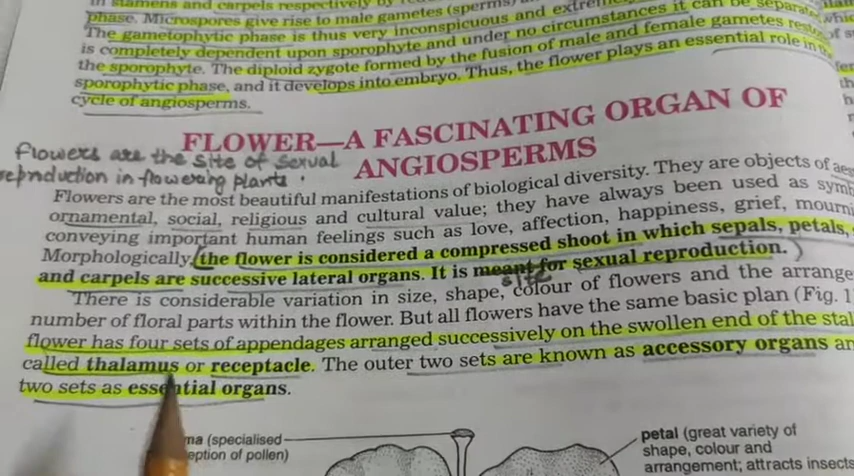 in stamens and carpels respectively by
phase. Microspores give rise to male gametes (sperms)
The gametophytic phase is thus very inconspicuous and it can be separate
is completely dependent upon sporophyte and under no circumstances
the sporophyte. The diploid zygote formed by the fusion of male and female gametes
sporophytic phase, and it develops into embryo. Thus, the flower plays an essential role in the
cycle of angiosperms.
FLOWER—A FASCINATING ORGAN OF
ANGIOSPERMS
Flowers are the site of sexual
reproduction in flowering plants.
Flowers are the most beautiful manifestations of biological diversity. They are objects of aes
ornamental, social, religious and cultural value; they have always been used as symb
conveying important human feelings such as love, affection, happiness, grief, mourni
Morphologically, (the flower is considered a compressed shoot in which sepals, petals,
and carpels are successive lateral organs. It is meant for sexual reproduction.)
site
There is considerable variation in size, shape, colour of flowers and the arrange
number of floral parts within the flower. But all flowers have the same basic plan (Fig. 1
flower has four sets of appendages arranged successively on the swollen end of the stal
called thalamus or receptacle. The outer two sets are known as accessory organs an
two sets as essential organs.
ma (specialised
eption of pollen)
petal (great variety of
shape, colour and
arrangement; attracts insects